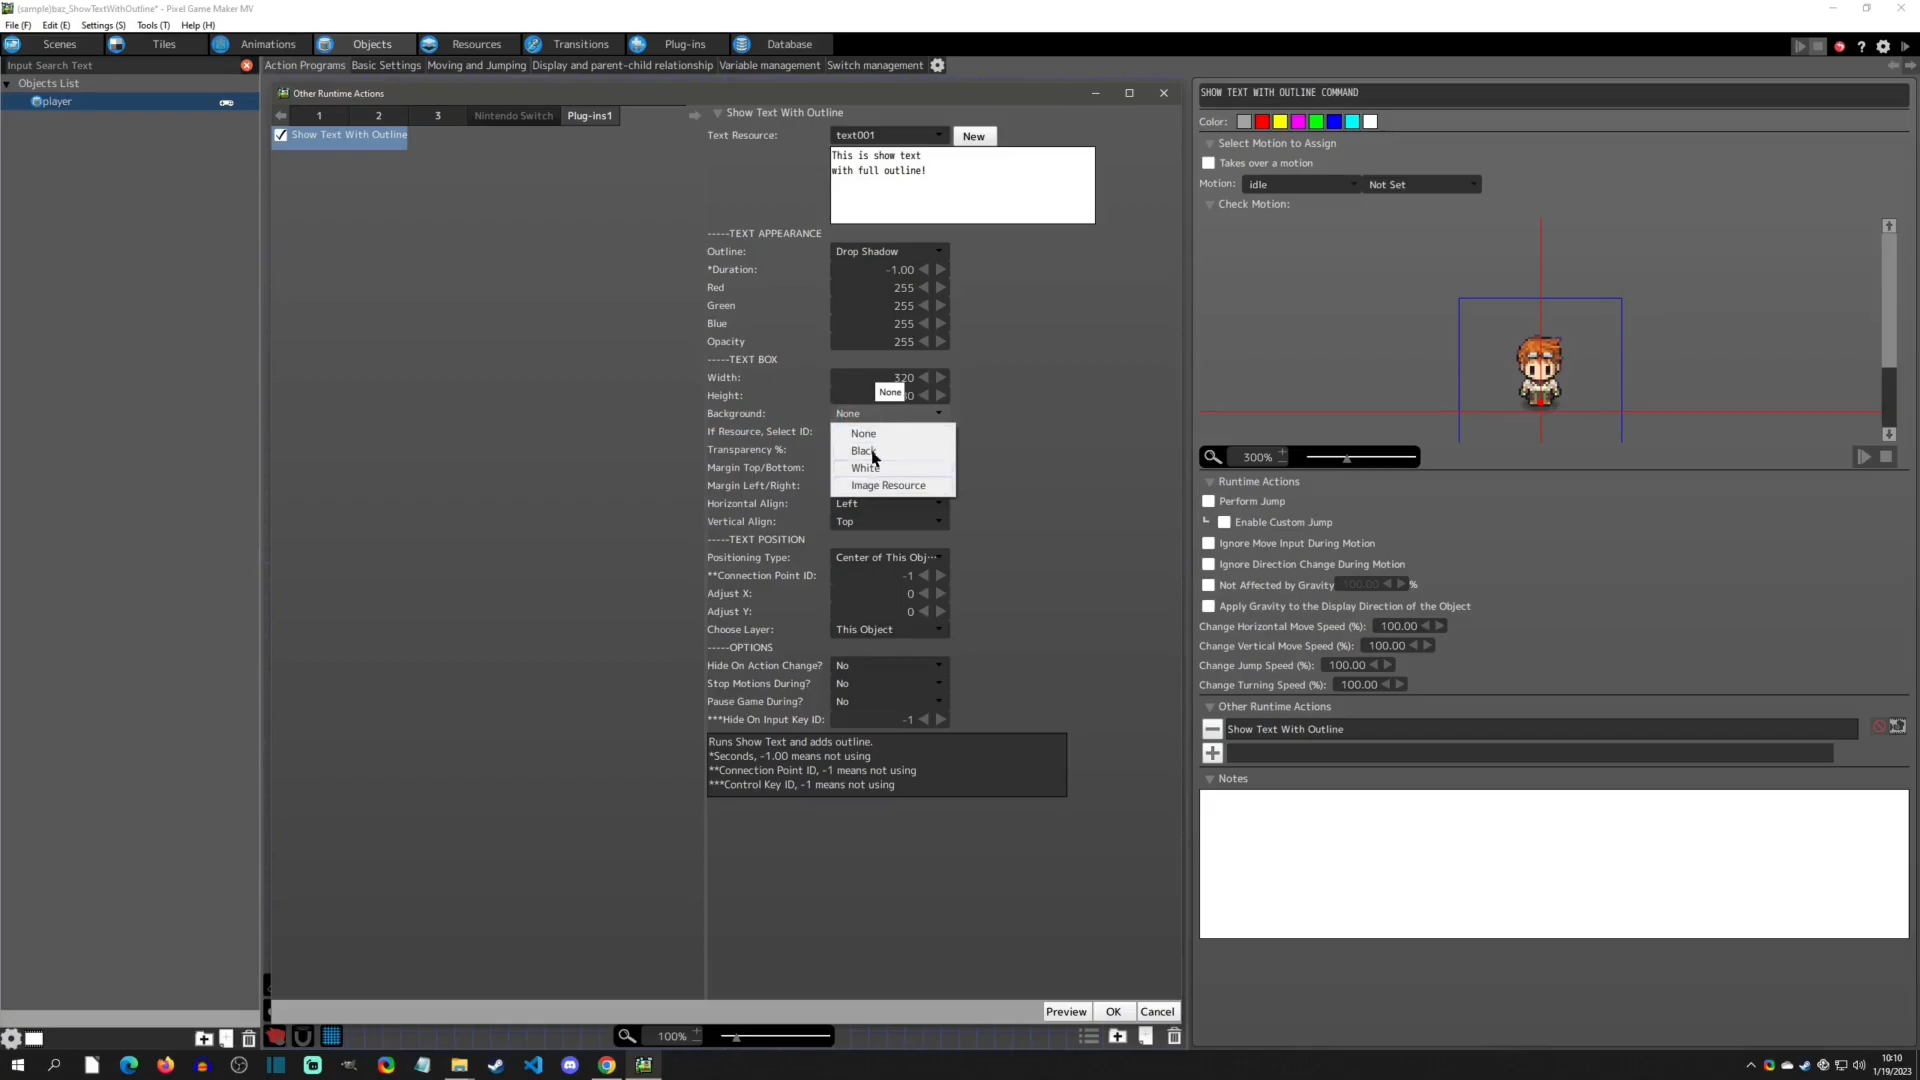 (sample)baz_ShowTextWithOutline* - Pixel Game Maker MV
File (F) Edit (E) Settings (S) Tools (T) Help (H)
Scenes Tiles Animations Objects Resources Transitions Plug-ins Database
Input Search Text
Action Programs Basic Settings Moving and Jumping Display and parent-child relationship Variable management Switch management
Objects List
player
Other Runtime Actions
1 2 3 Nintendo Switch Plug-ins1
Show Text With Outline
Show Text With Outline
Text Resource: text001 New
This is show text
with full outline!
-----TEXT APPEARANCE
Outline: Drop Shadow
*Duration: -1.00
Red 255
Green 255
Blue 255
Opacity 255
-----TEXT BOX
Width: 320
Height:
None
Background: None
If Resource, Select ID:
Transparency %:
Margin Top/Bottom:
Margin Left/Right:
None
Black
White
Image Resource
Horizontal Align: Left
Vertical Align: Top
-----TEXT POSITION
Positioning Type: Center of This Obj···
**Connection Point ID: -1
Adjust X: 0
Adjust Y: 0
Choose Layer: This Object
-----OPTIONS
Hide On Action Change? No
Stop Motions During? No
Pause Game During? No
***Hide On Input Key ID: -1
Runs Show Text and adds outline.
*Seconds, -1.00 means not using
**Connection Point ID, -1 means not using
***Control Key ID, -1 means not using
Preview OK Cancel
100%
SHOW TEXT WITH OUTLINE COMMAND
Color:
Select Motion to Assign
Takes over a motion
Motion: idle Not Set
Check Motion:
300%
Runtime Actions
Perform Jump
Enable Custom Jump
Ignore Move Input During Motion
Ignore Direction Change During Motion
Not Affected by Gravity 100.00 %
Apply Gravity to the Display Direction of the Object
Change Horizontal Move Speed (%): 100.00
Change Vertical Move Speed (%): 100.00
Change Jump Speed (%): 100.00
Change Turning Speed (%): 100.00
Other Runtime Actions
Show Text With Outline
Notes
10:10
1/19/2023